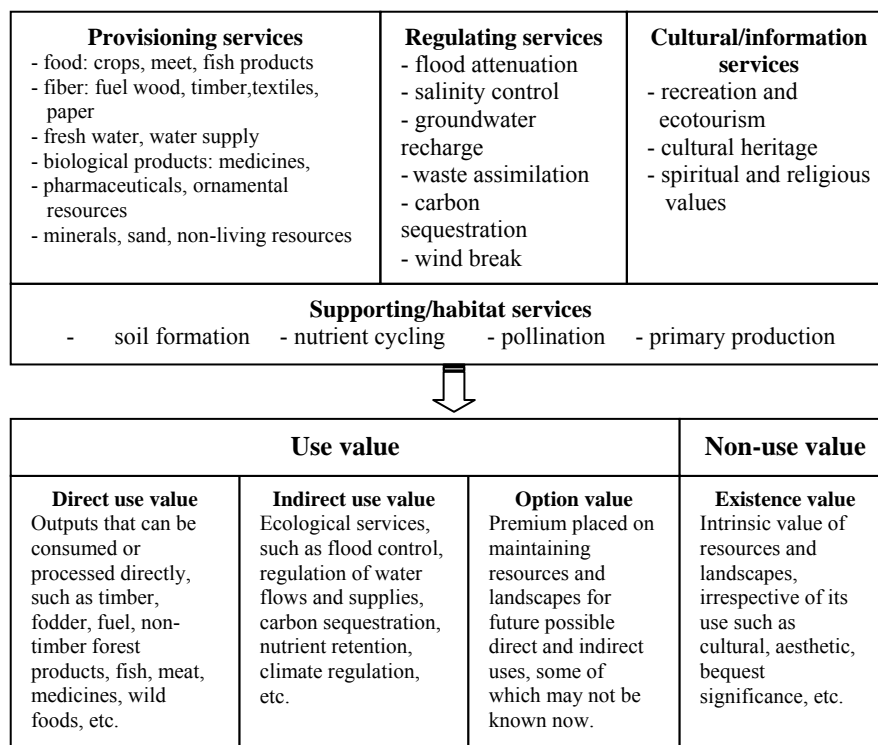 Provisioning services
- food: crops, meet, fish products
- fiber: fuel wood, timber,textiles,
paper
- fresh water, water supply
- biological products: medicines,
- pharmaceuticals, ornamental
resources
- minerals, sand, non-living resources
Regulating services
- flood attenuation
- salinity control
- groundwater
recharge
- waste assimilation
- carbon
sequestration
- wind break
Cultural/information
services
- recreation and
ecotourism
- cultural heritage
- spiritual and religious
values
Supporting/habitat services
- soil formation - nutrient cycling - pollination - primary production
Use value
Non-use value
Direct use value
Outputs that can be
consumed or
processed directly,
such as timber,
fodder, fuel, non-
timber forest
products, fish, meat,
medicines, wild
foods, etc.
Indirect use value
Ecological services,
such as flood control,
regulation of water
flows and supplies,
carbon sequestration,
nutrient retention,
climate regulation,
etc.
Option value
Premium placed on
maintaining
resources and
landscapes for
future possible
direct and indirect
uses, some of
which may not be
known now.
Existence value
Intrinsic value of
resources and
landscapes,
irrespective of its
use such as
cultural, aesthetic,
bequest
significance, etc.